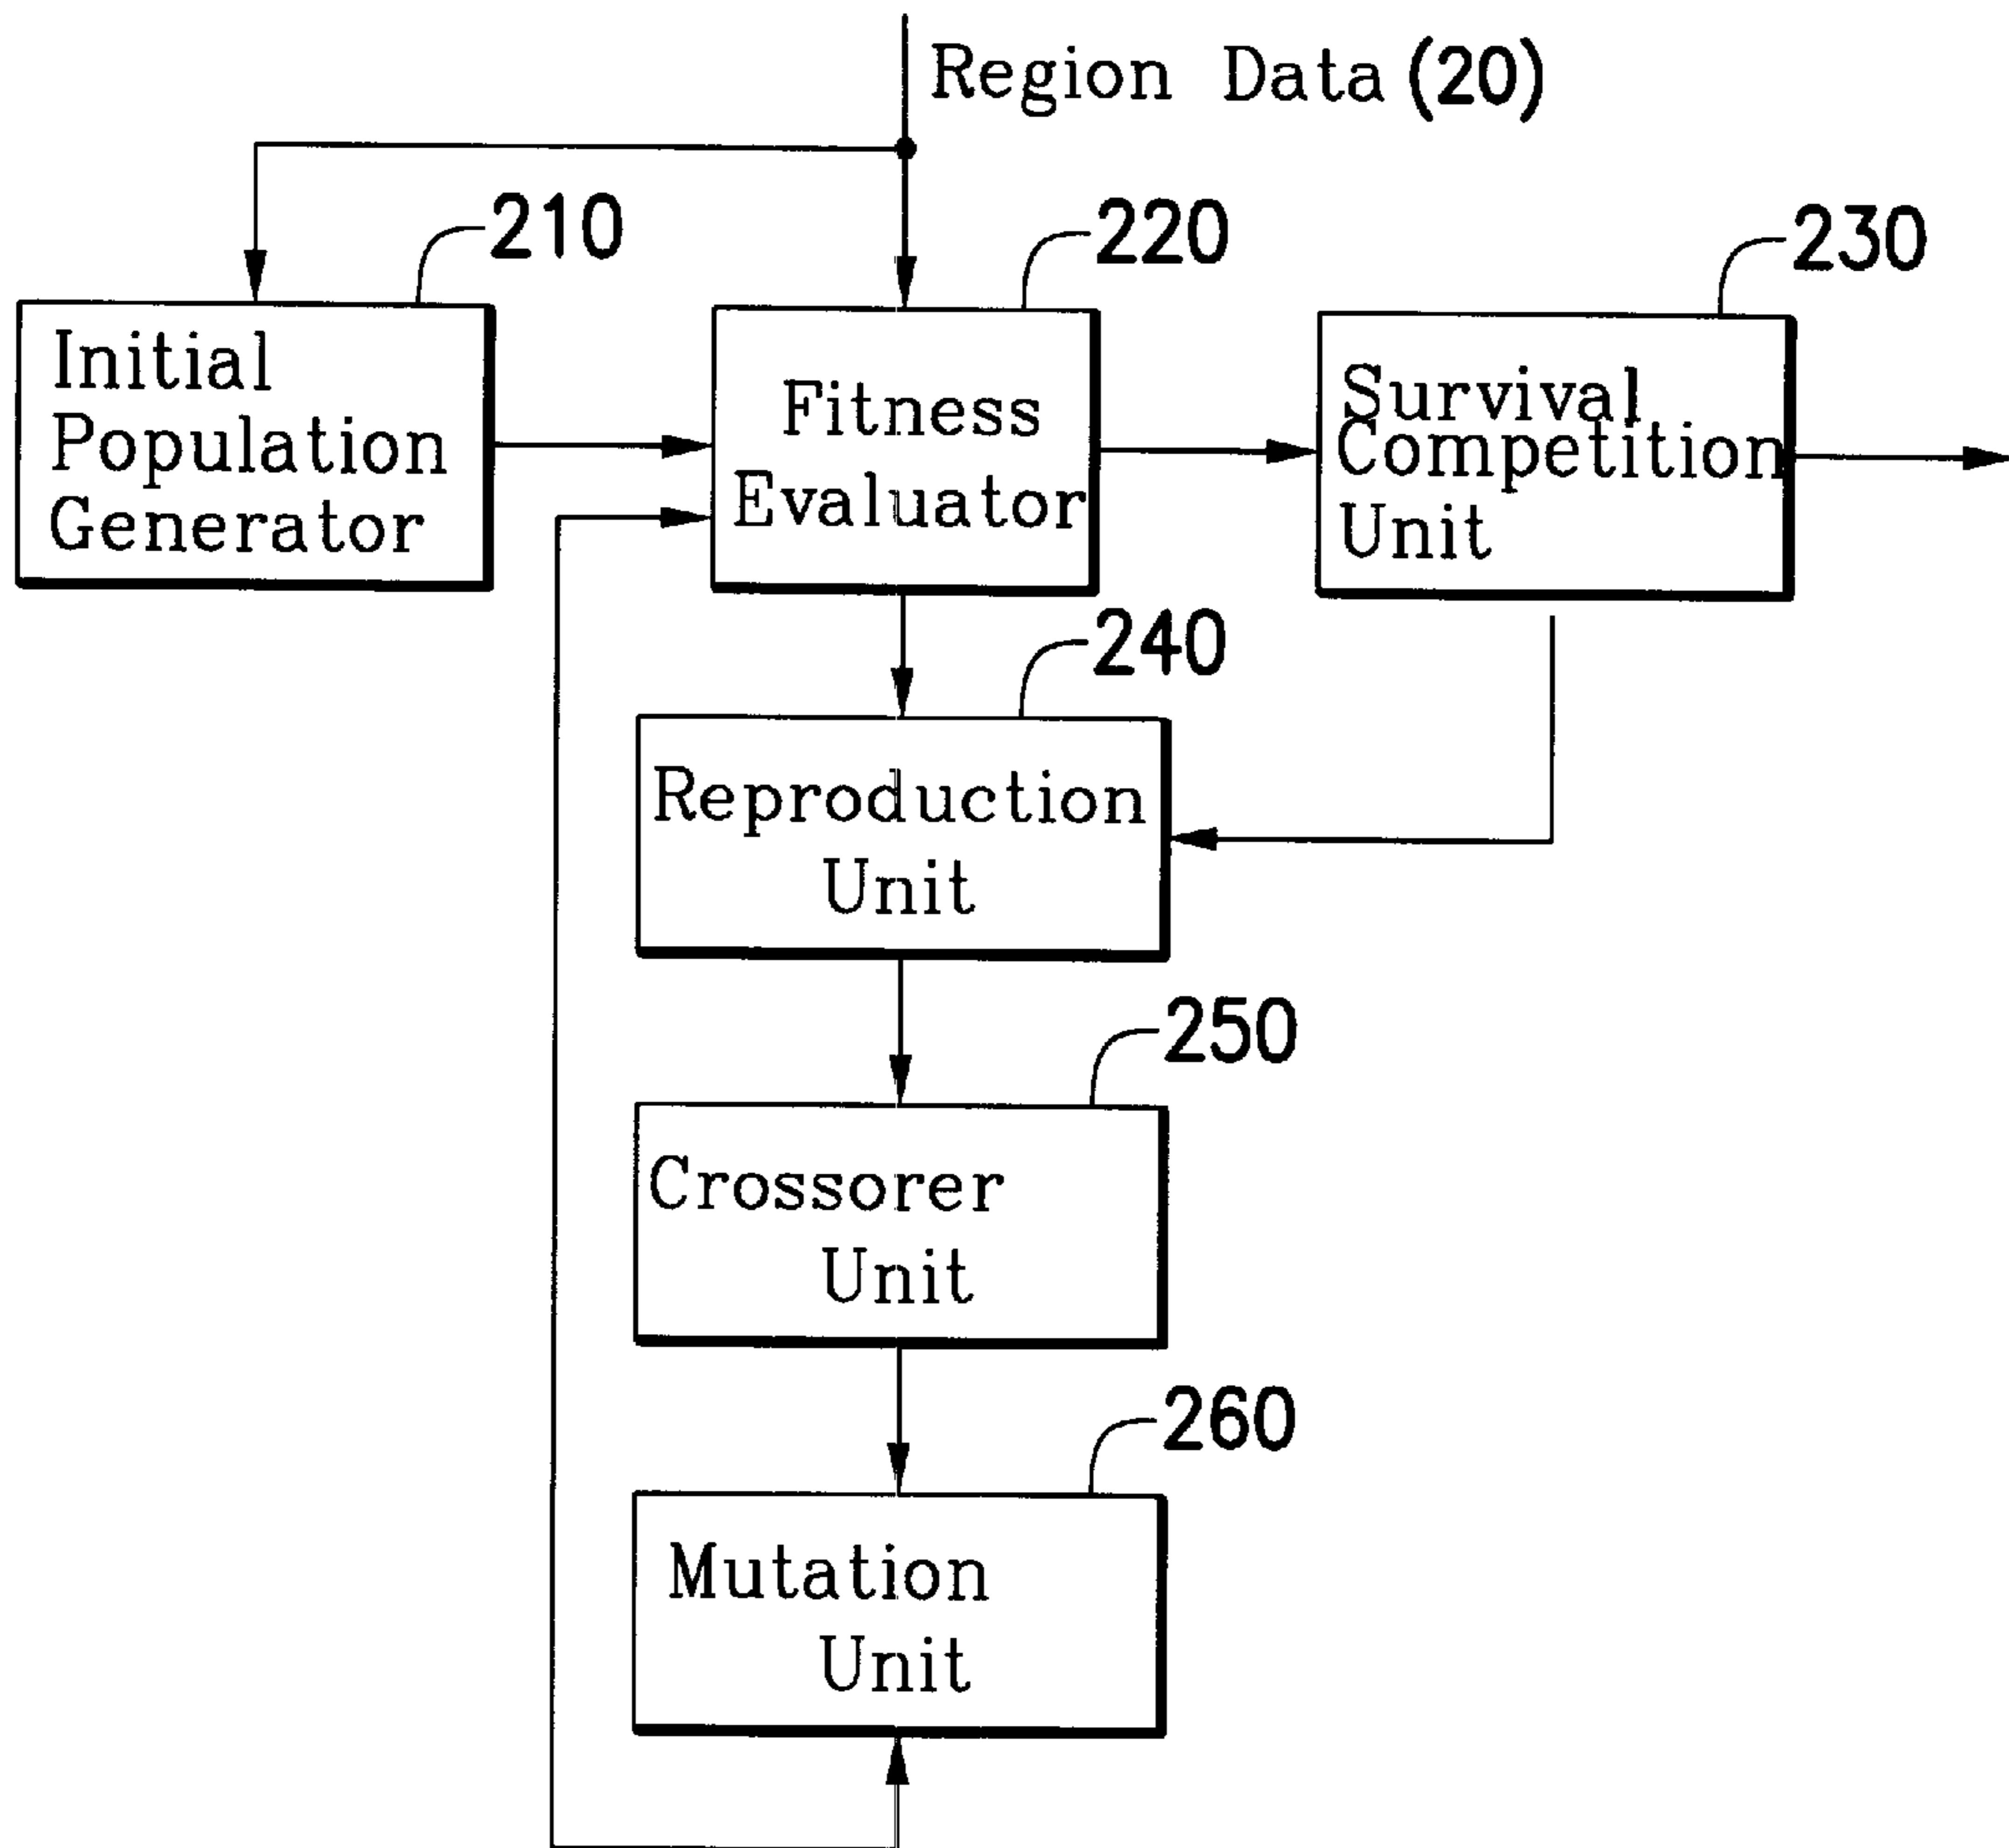 Region Data (20)
210
220
230
Initial
Population
Generator
Fitness
Evaluator
Survival
Competition
Unit
240
Reproduction
Unit
250
Crossorer
Unit
260
Mutation
Unit